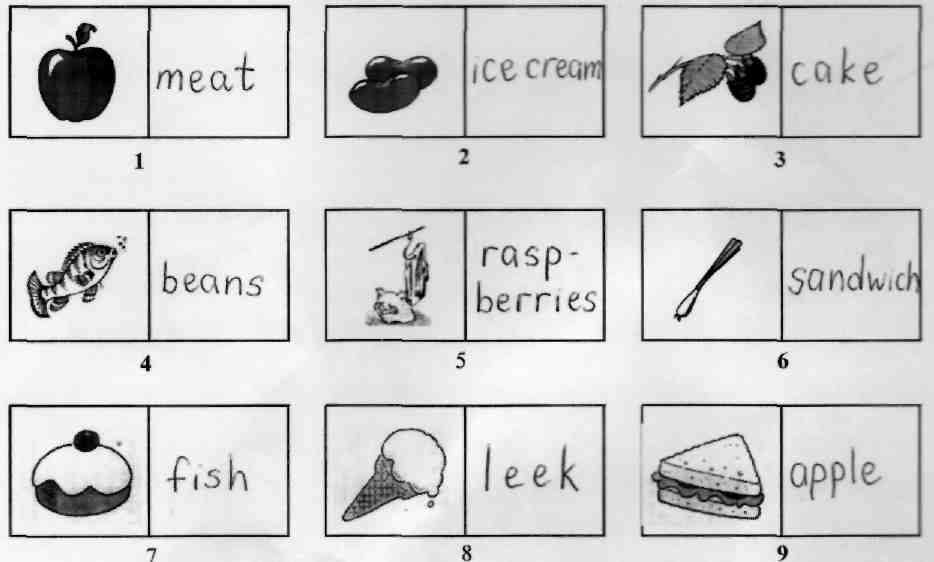 meat
ice cream
cake
1
2
3
beans
rasp-
berries
sandwich
4
5
6
fish
leek
apple
7
8
9